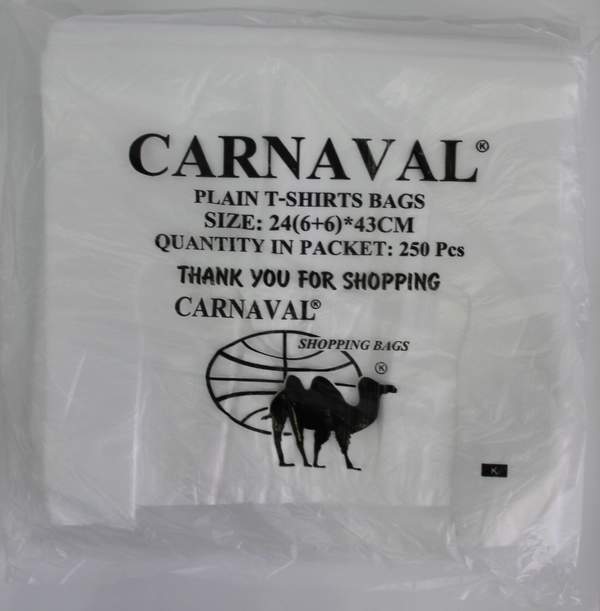 CARNAVAL®
PLAIN T-SHIRTS BAGS
SIZE: 24(6+6)*43CM
QUANTITY IN PACKET: 250 Pcs
THANK YOU FOR SHOPPING
CARNAVAL®
SHOPPING BAGS
®
K